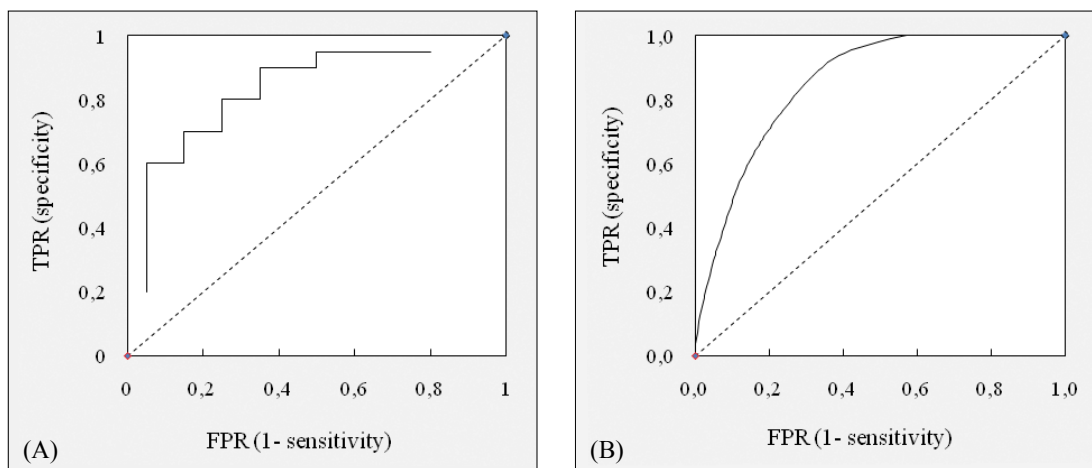 1
0,8
0,6
0,4
0,2
0
TPR (specificity)
0 0,2 0,4 0,6 0,8 1
FPR (1- sensitivity)
(A)
1,0
0,8
0,6
0,4
0,2
0,0
TPR (specificity)
0,0 0,2 0,4 0,6 0,8 1,0
FPR (1- sensitivity)
(B)